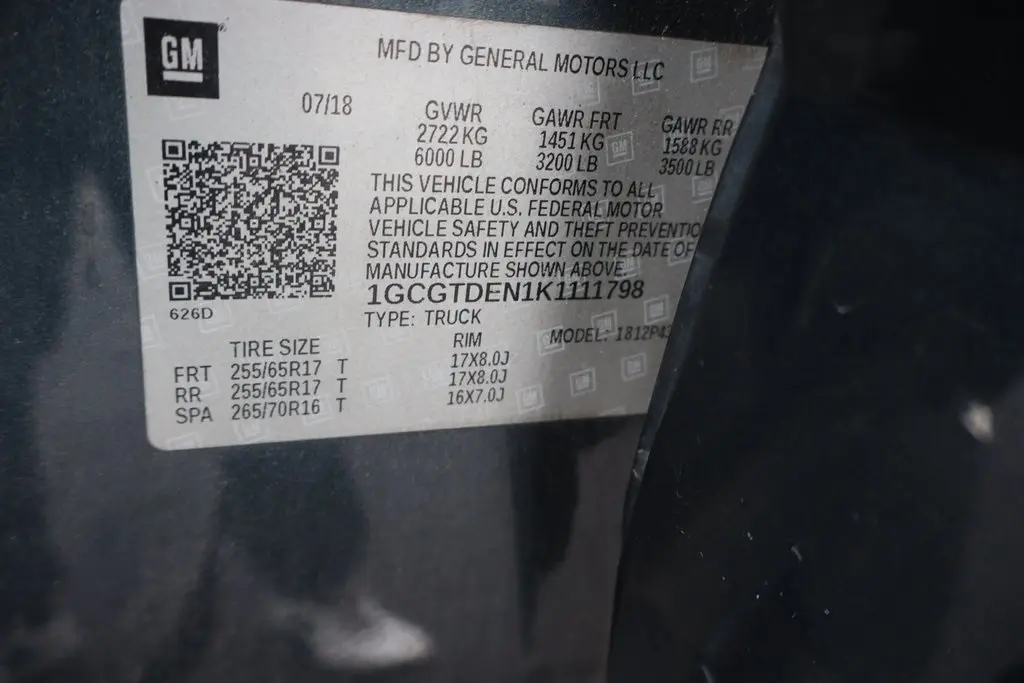 GM
MFD BY GENERAL MOTORS LLC
07/18
GVWR GAWR FRT GAWR RR
2722 KG 1451 KG 1588 KG
6000 LB 3200 LB 3500 LB
THIS VEHICLE CONFORMS TO ALL
APPLICABLE U.S. FEDERAL MOTOR
VEHICLE SAFETY AND THEFT PREVENTIO
STANDARDS IN EFFECT ON THE DATE OF
MANUFACTURE SHOWN ABOVE.
1GCGTDEN1K1111798
626D
TYPE: TRUCK
MODEL: 1812P43
TIRE SIZE RIM
FRT 255/65R17 T 17X8.0J
RR 255/65R17 T 17X8.0J
SPA 265/70R16 T 16X7.0J